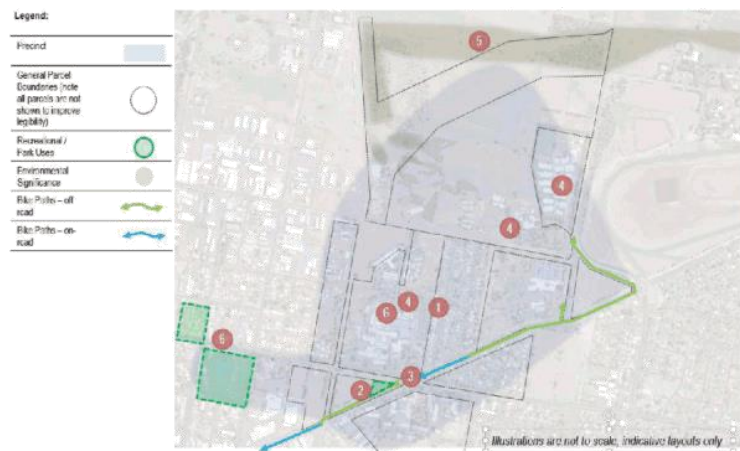 Legend:
Precinct
General Parcel
Boundaries (note
all parcels are not
shown to improve
legibility)
Recreational /
Park Uses
Environmental
Significance
Bike Paths – off
road
Bike Paths – on-
road
5
4
4
4
6
1
6
3
2
Illustrations are not to scale, indicative layouts only